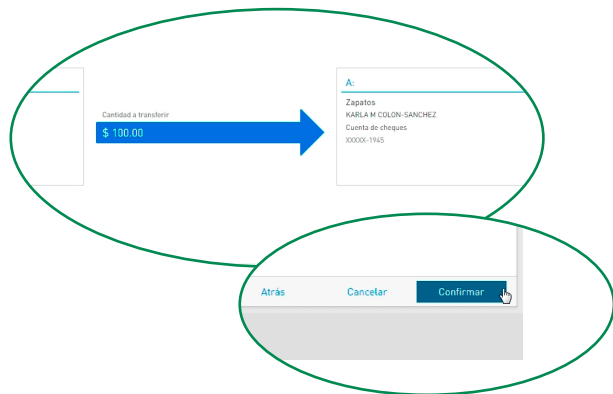 Cantidad a transferir
$ 100.00
A:
Zapatos
KARLA M COLON-SANCHEZ
Cuenta de cheques
XXXXX-1945
Atrás
Cancelar
Confirmar